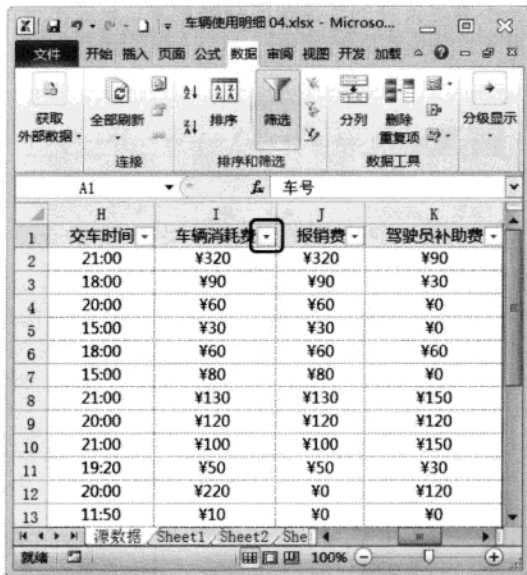 车辆使用明细 04.xlsx - Microso...
文件 开始 插入 页面 公式 数据 审阅 视图 开发 加载
获取外部数据 全部刷新 排序 筛选 分列 删除重复项 分级显示
连接 排序和筛选 数据工具
A1 fx 车号
H I J K
1 交车时间 车辆消耗费 报销费 驾驶员补助费
2 21:00 ¥320 ¥320 ¥90
3 18:00 ¥90 ¥90 ¥30
4 20:00 ¥60 ¥60 ¥0
5 15:00 ¥30 ¥30 ¥0
6 18:00 ¥60 ¥60 ¥60
7 15:00 ¥80 ¥80 ¥0
8 21:00 ¥130 ¥130 ¥150
9 20:00 ¥120 ¥120 ¥120
10 21:00 ¥100 ¥100 ¥150
11 19:20 ¥50 ¥50 ¥30
12 20:00 ¥220 ¥0 ¥120
13 11:50 ¥10 ¥0 ¥0
源数据 Sheet1 Sheet2 She
就绪 100%